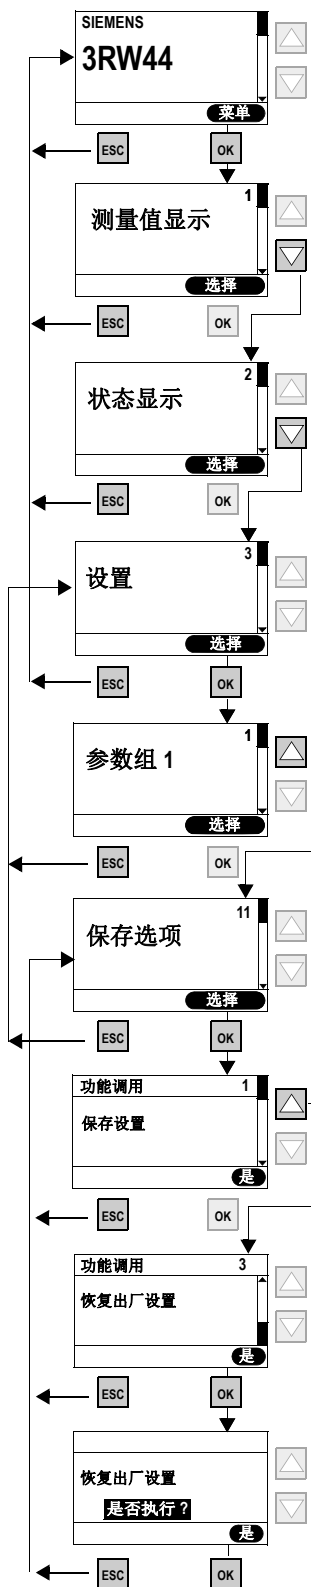 SIEMENS
3RW44
菜单
ESC
OK
1
测量值显示
选择
ESC
OK
2
状态显示
选择
ESC
OK
3
设置
选择
ESC
OK
1
参数组 1
选择
ESC
OK
11
保存选项
选择
ESC
OK
功能调用 1
保存设置
是
ESC
OK
功能调用 3
恢复出厂设置
是
ESC
OK
恢复出厂设置
是否执行？
是
ESC
OK